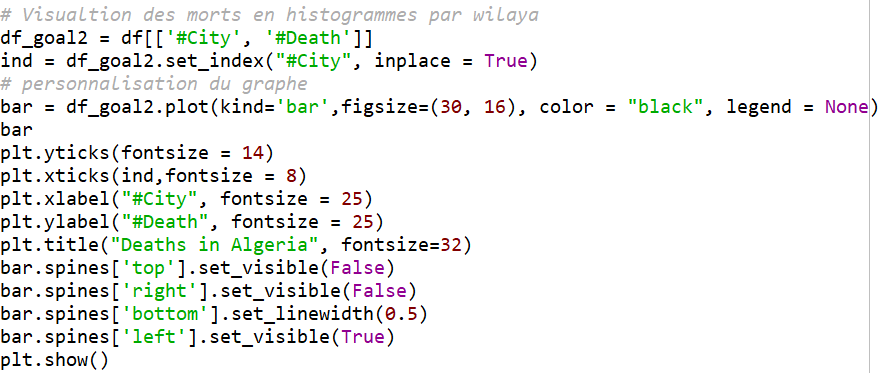 # Visualtion des morts en histogrammes par wilaya
df_goal2 = df[['#City', '#Death']]
ind = df_goal2.set_index("#City", inplace = True)
# personnalisation du graphe
bar = df_goal2.plot(kind='bar',figsize=(30, 16), color = "black", legend = None)
bar
plt.yticks(fontsize = 14)
plt.xticks(ind,fontsize = 8)
plt.xlabel("#City", fontsize = 25)
plt.ylabel("#Death", fontsize = 25)
plt.title("Deaths in Algeria", fontsize=32)
bar.spines['top'].set_visible(False)
bar.spines['right'].set_visible(False)
bar.spines['bottom'].set_linewidth(0.5)
bar.spines['left'].set_visible(True)
plt.show()